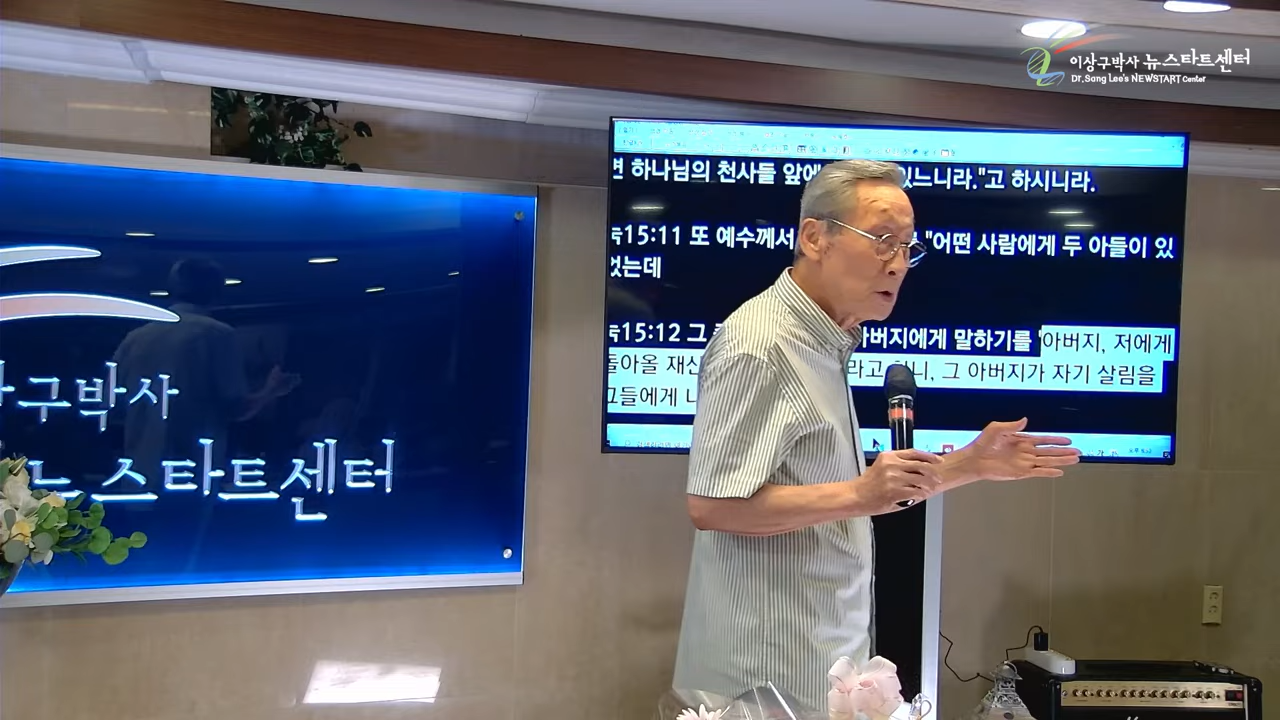 이상구박사 뉴스타트센터
Dr. Sang Lee's NEWSTART Center
면 하나님의 천사들 앞에 있느니라."고 하시니라.
눅15:11 또 예수께서 "어떤 사람에게 두 아들이 있
었는데
눅15:12 그 아버지에게 말하기를 '아버지, 저에게
돌아올 재산 라고 하니, 그 아버지가 자기 살림을
그들에게
상구박사
뉴스타트센터